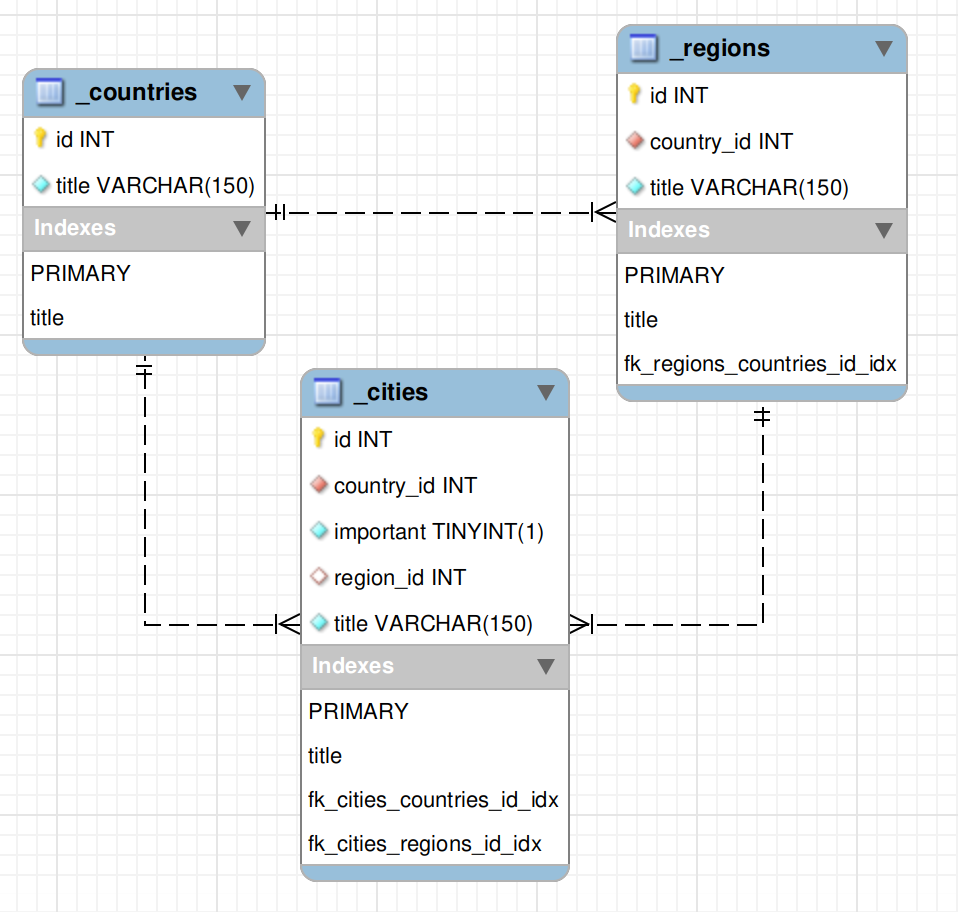 _countries
id INT
title VARCHAR(150)
Indexes
PRIMARY
title
_regions
id INT
country_id INT
title VARCHAR(150)
Indexes
PRIMARY
title
fk_regions_countries_id_idx
_cities
id INT
country_id INT
important TINYINT(1)
region_id INT
title VARCHAR(150)
Indexes
PRIMARY
title
fk_cities_countries_id_idx
fk_cities_regions_id_idx